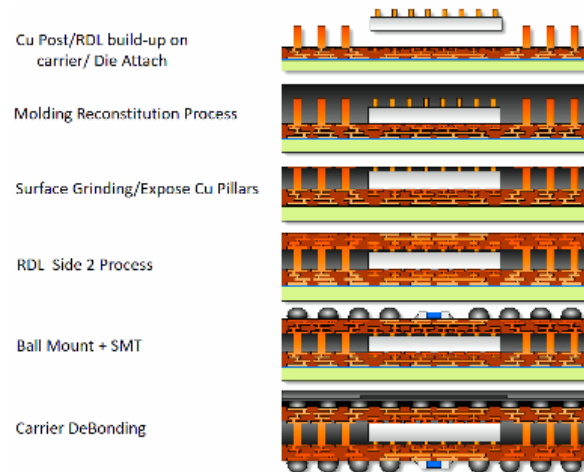 Cu Post/RDL build-up on
carrier/ Die Attach
Molding Reconstitution Process
Surface Grinding/Expose Cu Pillars
RDL Side 2 Process
Ball Mount + SMT
Carrier DeBonding